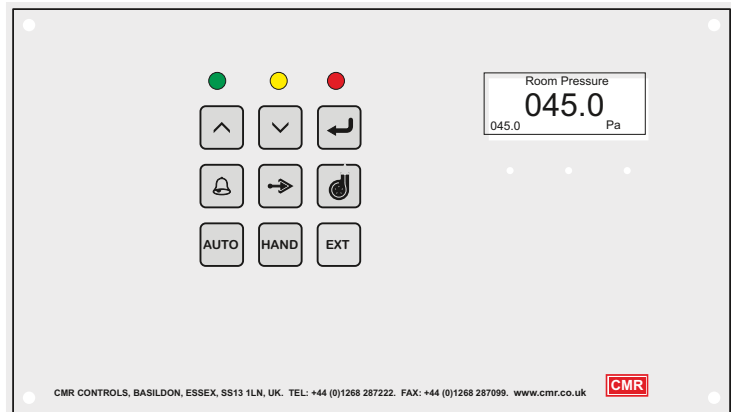 Room Pressure
045.0
045.0 Pa
AUTO HAND EXT
CMR CONTROLS, BASILDON, ESSEX, SS13 1LN, UK. TEL: +44 (0)1268 287222. FAX: +44 (0)1268 287099. www.cmr.co.uk
CMR